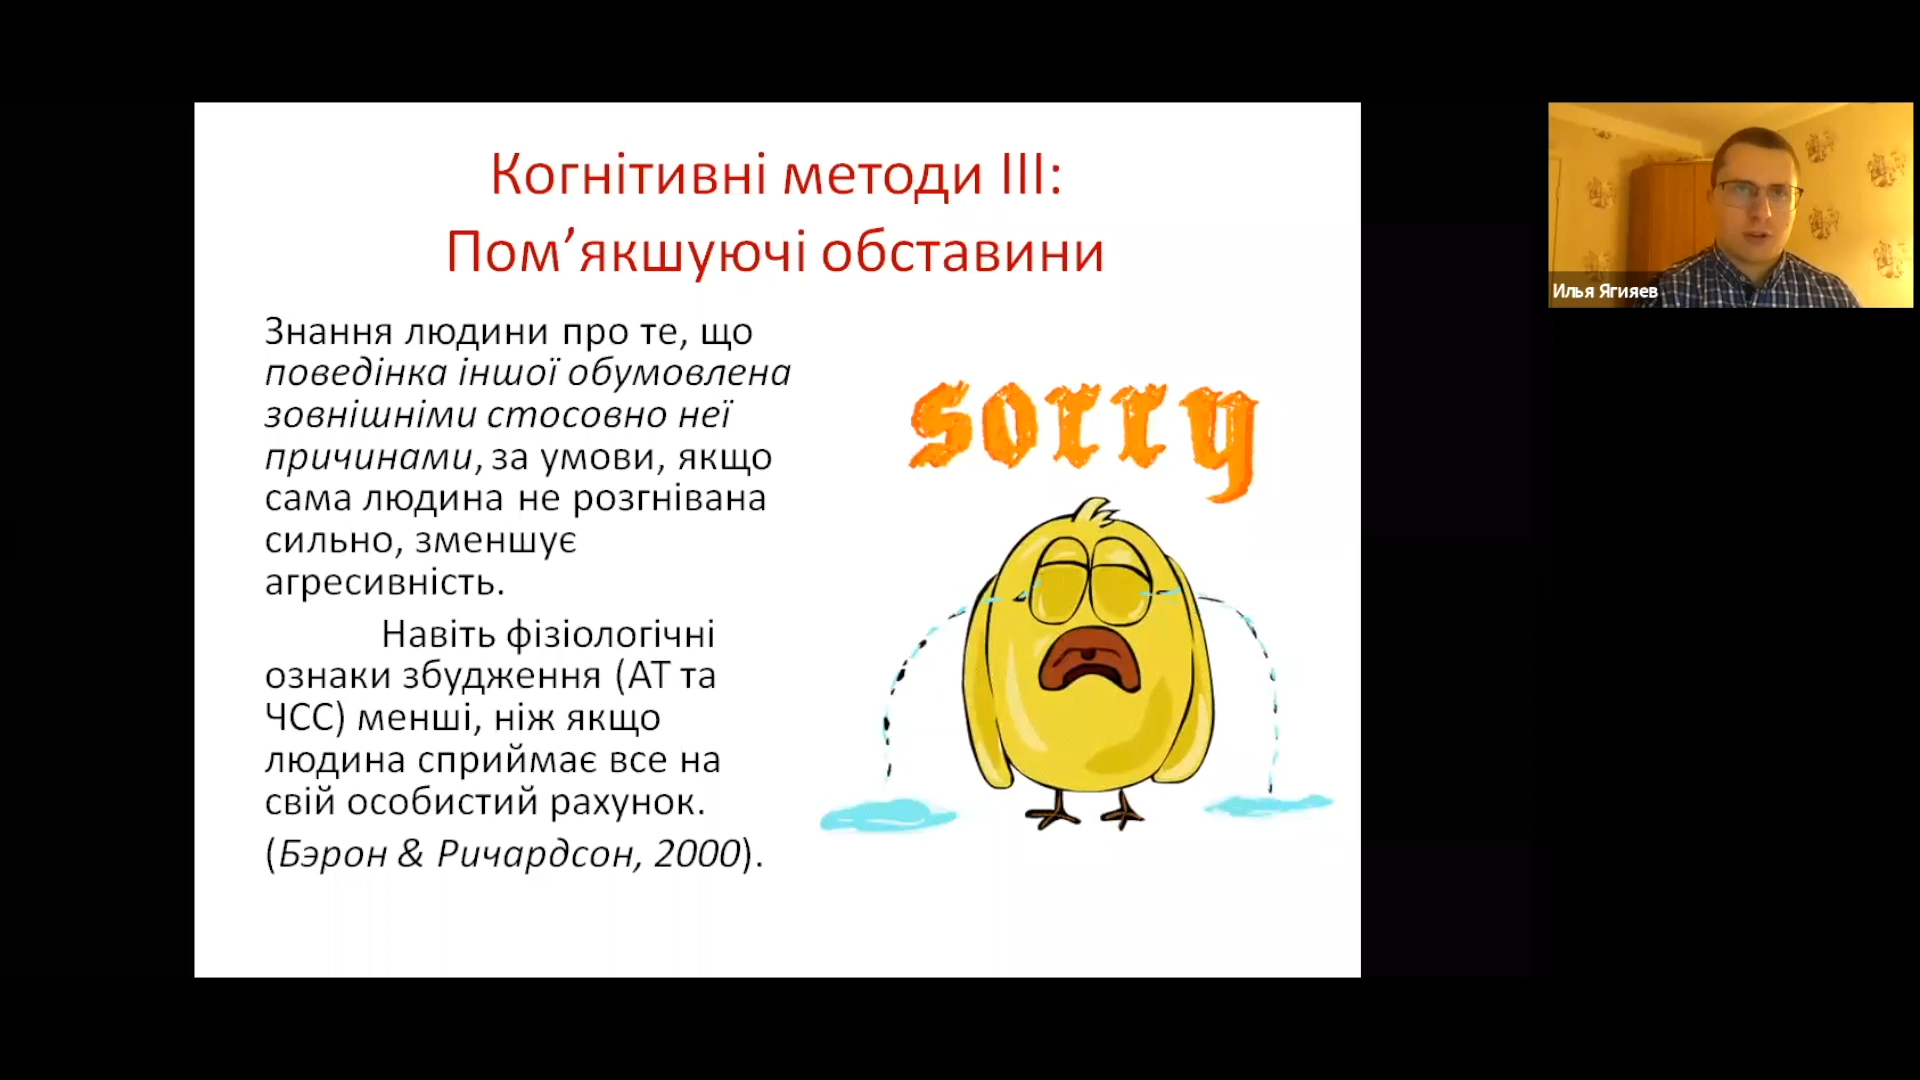 Когнітивні методи III:
Пом’якшуючі обставини
Знання людини про те, що
поведінка іншої обумовлена
зовнішніми стосовно неї
причинами, за умови, якщо
сама людина не розгнівана
сильно, зменшує
агресивність.
Навіть фізіологічні
ознаки збудження (АТ та
ЧСС) менші, ніж якщо
людина сприймає все на
свій особистий рахунок.
(Бэрон & Ричардсон, 2000).
sorry
Илья Ягияев